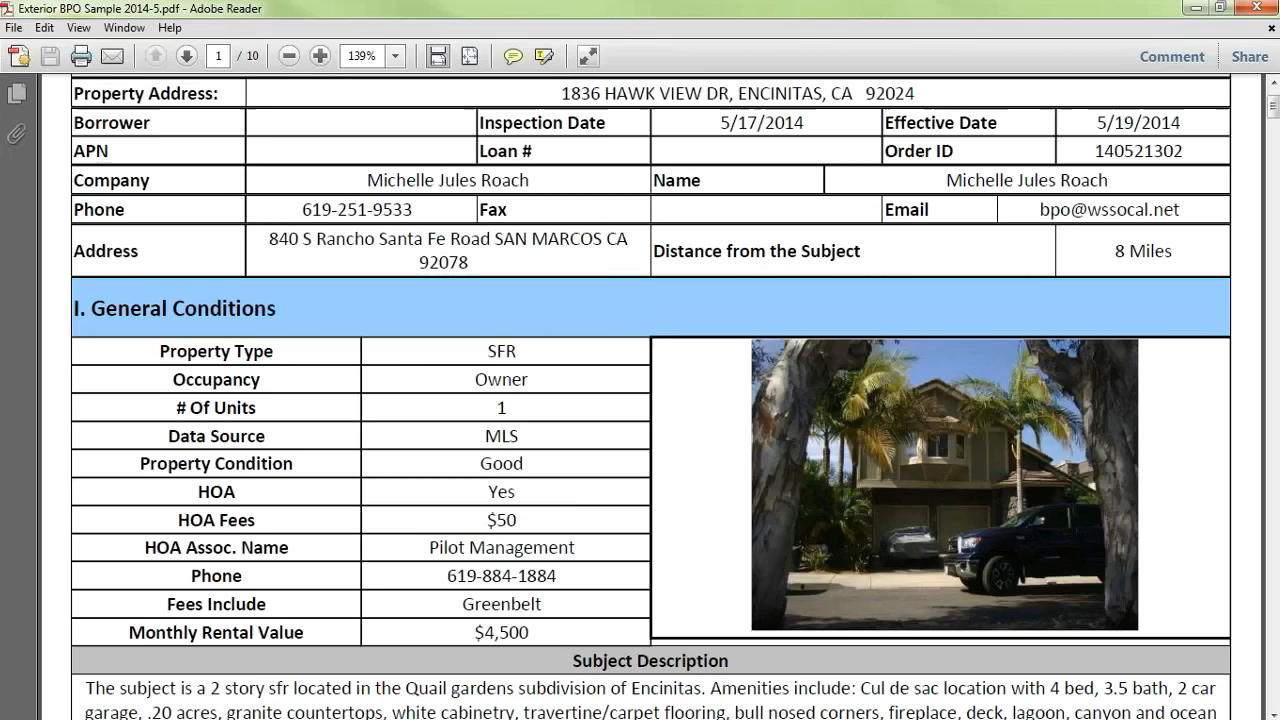 Exterior BPO Sample 2014-5.pdf - Adobe Reader
File Edit View Window Help
1 / 10 139% Comment Share
Property Address: 1836 HAWK VIEW DR, ENCINITAS, CA 92024
Borrower Inspection Date 5/17/2014 Effective Date 5/19/2014
APN Loan # Order ID 140521302
Company Michelle Jules Roach Name Michelle Jules Roach
Phone 619-251-9533 Fax Email bpo@wssocal.net
Address 840 S Rancho Santa Fe Road SAN MARCOS CA 92078 Distance from the Subject 8 Miles
I. General Conditions
Property Type SFR
Occupancy Owner
# Of Units 1
Data Source MLS
Property Condition Good
HOA Yes
HOA Fees $50
HOA Assoc. Name Pilot Management
Phone 619-884-1884
Fees Include Greenbelt
Monthly Rental Value $4,500
Subject Description
The subject is a 2 story sfr located in the Quail gardens subdivision of Encinitas. Amenities include: Cul de sac location with 4 bed, 3.5 bath, 2 car
garage, .20 acres, granite countertops, white cabinetry, travertine/carpet flooring, bull nosed corners, fireplace, deck, lagoon, canyon and ocean